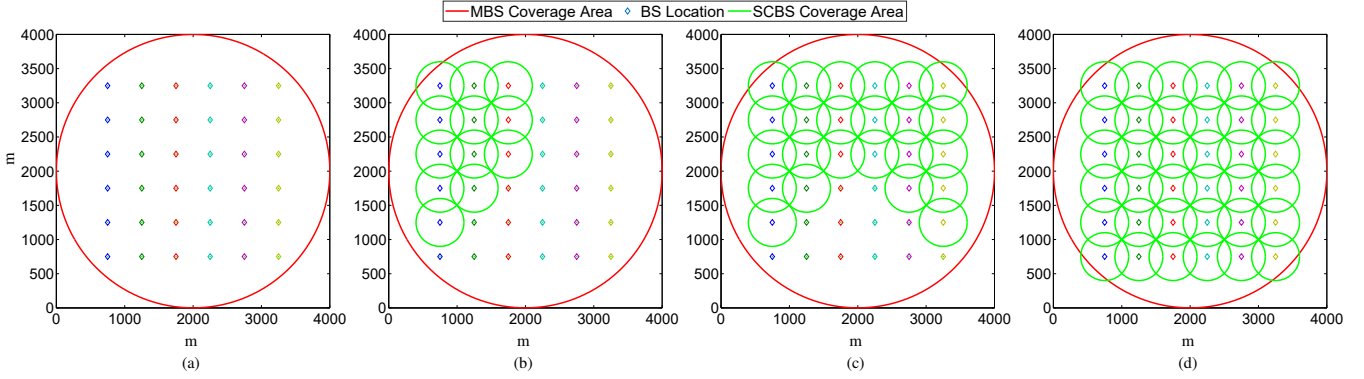 MBS Coverage Area BS Location SCBS Coverage Area
4000 4000 4000 4000
3500 3500 3500 3500
3000 3000 3000 3000
2500 2500 2500 2500
m 2000 2000 2000 2000
1500 1500 1500 1500
1000 1000 1000 1000
500 500 500 500
0 0 0 0
0 1000 2000 3000 4000 0 1000 2000 3000 4000 0 1000 2000 3000 4000 0 1000 2000 3000 4000
m m m m
(a) (b) (c) (d)